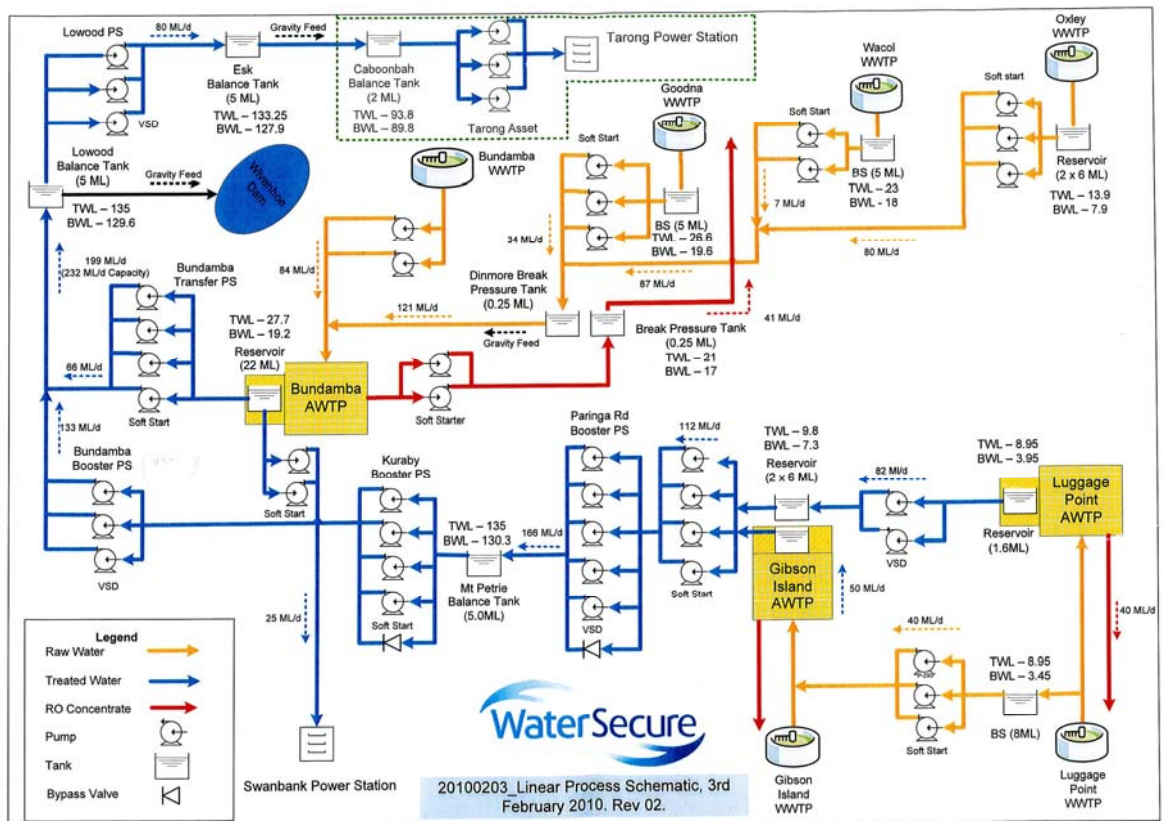 Lowood PS
80 ML/d
Gravity Feed
VSD
Esk
Balance Tank
(5 ML)
TWL – 133.25
BWL - 127.9
Caboonbah
Balance Tank
(2 ML)
TWL – 93.8
BWL – 89.8
Tarong Power Station
Tarong Asset
Lowood
Balance Tank
(5 ML)
Gravity Feed
TWL – 135
BWL – 129.6
Wivenhoe
Dam
Bundamba
WWTP
Goodna
WWTP
Soft Start
BS (5 ML)
TWL – 26.6
BWL – 19.6
Wacol
WWTP
Soft Start
BS (5 ML)
TWL – 23
BWL - 18
7 ML/d
Oxley
WWTP
Soft start
Reservoir
(2 x 6 ML)
TWL – 13.9
BWL – 7.9
80 ML/d
34 ML/d
87 ML/d
84 ML/d
199 ML/d
(232 ML/d Capacity)
Bundamba
Transfer PS
66 ML/d
Soft Start
TWL – 27.7
BWL – 19.2
Reservoir
(22 ML)
Bundamba
AWTP
Dinmore Break
Pressure Tank
(0.25 ML)
121 ML/d
Gravity Feed
Soft Starter
Break Pressure Tank
(0.25 ML)
TWL – 21
BWL – 17
41 ML/d
133 ML/d
Bundamba
Booster PS
VSD
Soft Start
25 ML/d
Kuraby
Booster PS
Soft Start
TWL – 135
BWL – 130.3
Mt Petrie
Balance Tank
(5.0ML)
166 ML/d
Paringa Rd
Booster PS
VSD
112 ML/d
Soft Start
TWL – 9.8
BWL – 7.3
Reservoir
(2 x 6 ML)
Gibson
Island
AWTP
50 ML/d
82 Ml/d
VSD
TWL – 8.95
BWL – 3.95
Reservoir
(1.6ML)
Luggage
Point
AWTP
40 ML/d
40 ML/d
Soft Start
TWL – 8.95
BWL – 3.45
BS (8ML)
Gibson
Island
WWTP
Luggage
Point
WWTP
Swanbank Power Station
Legend
Raw Water
Treated Water
RO Concentrate
Pump
Tank
Bypass Valve
WaterSecure
20100203_Linear Process Schematic, 3rd
February 2010. Rev 02.